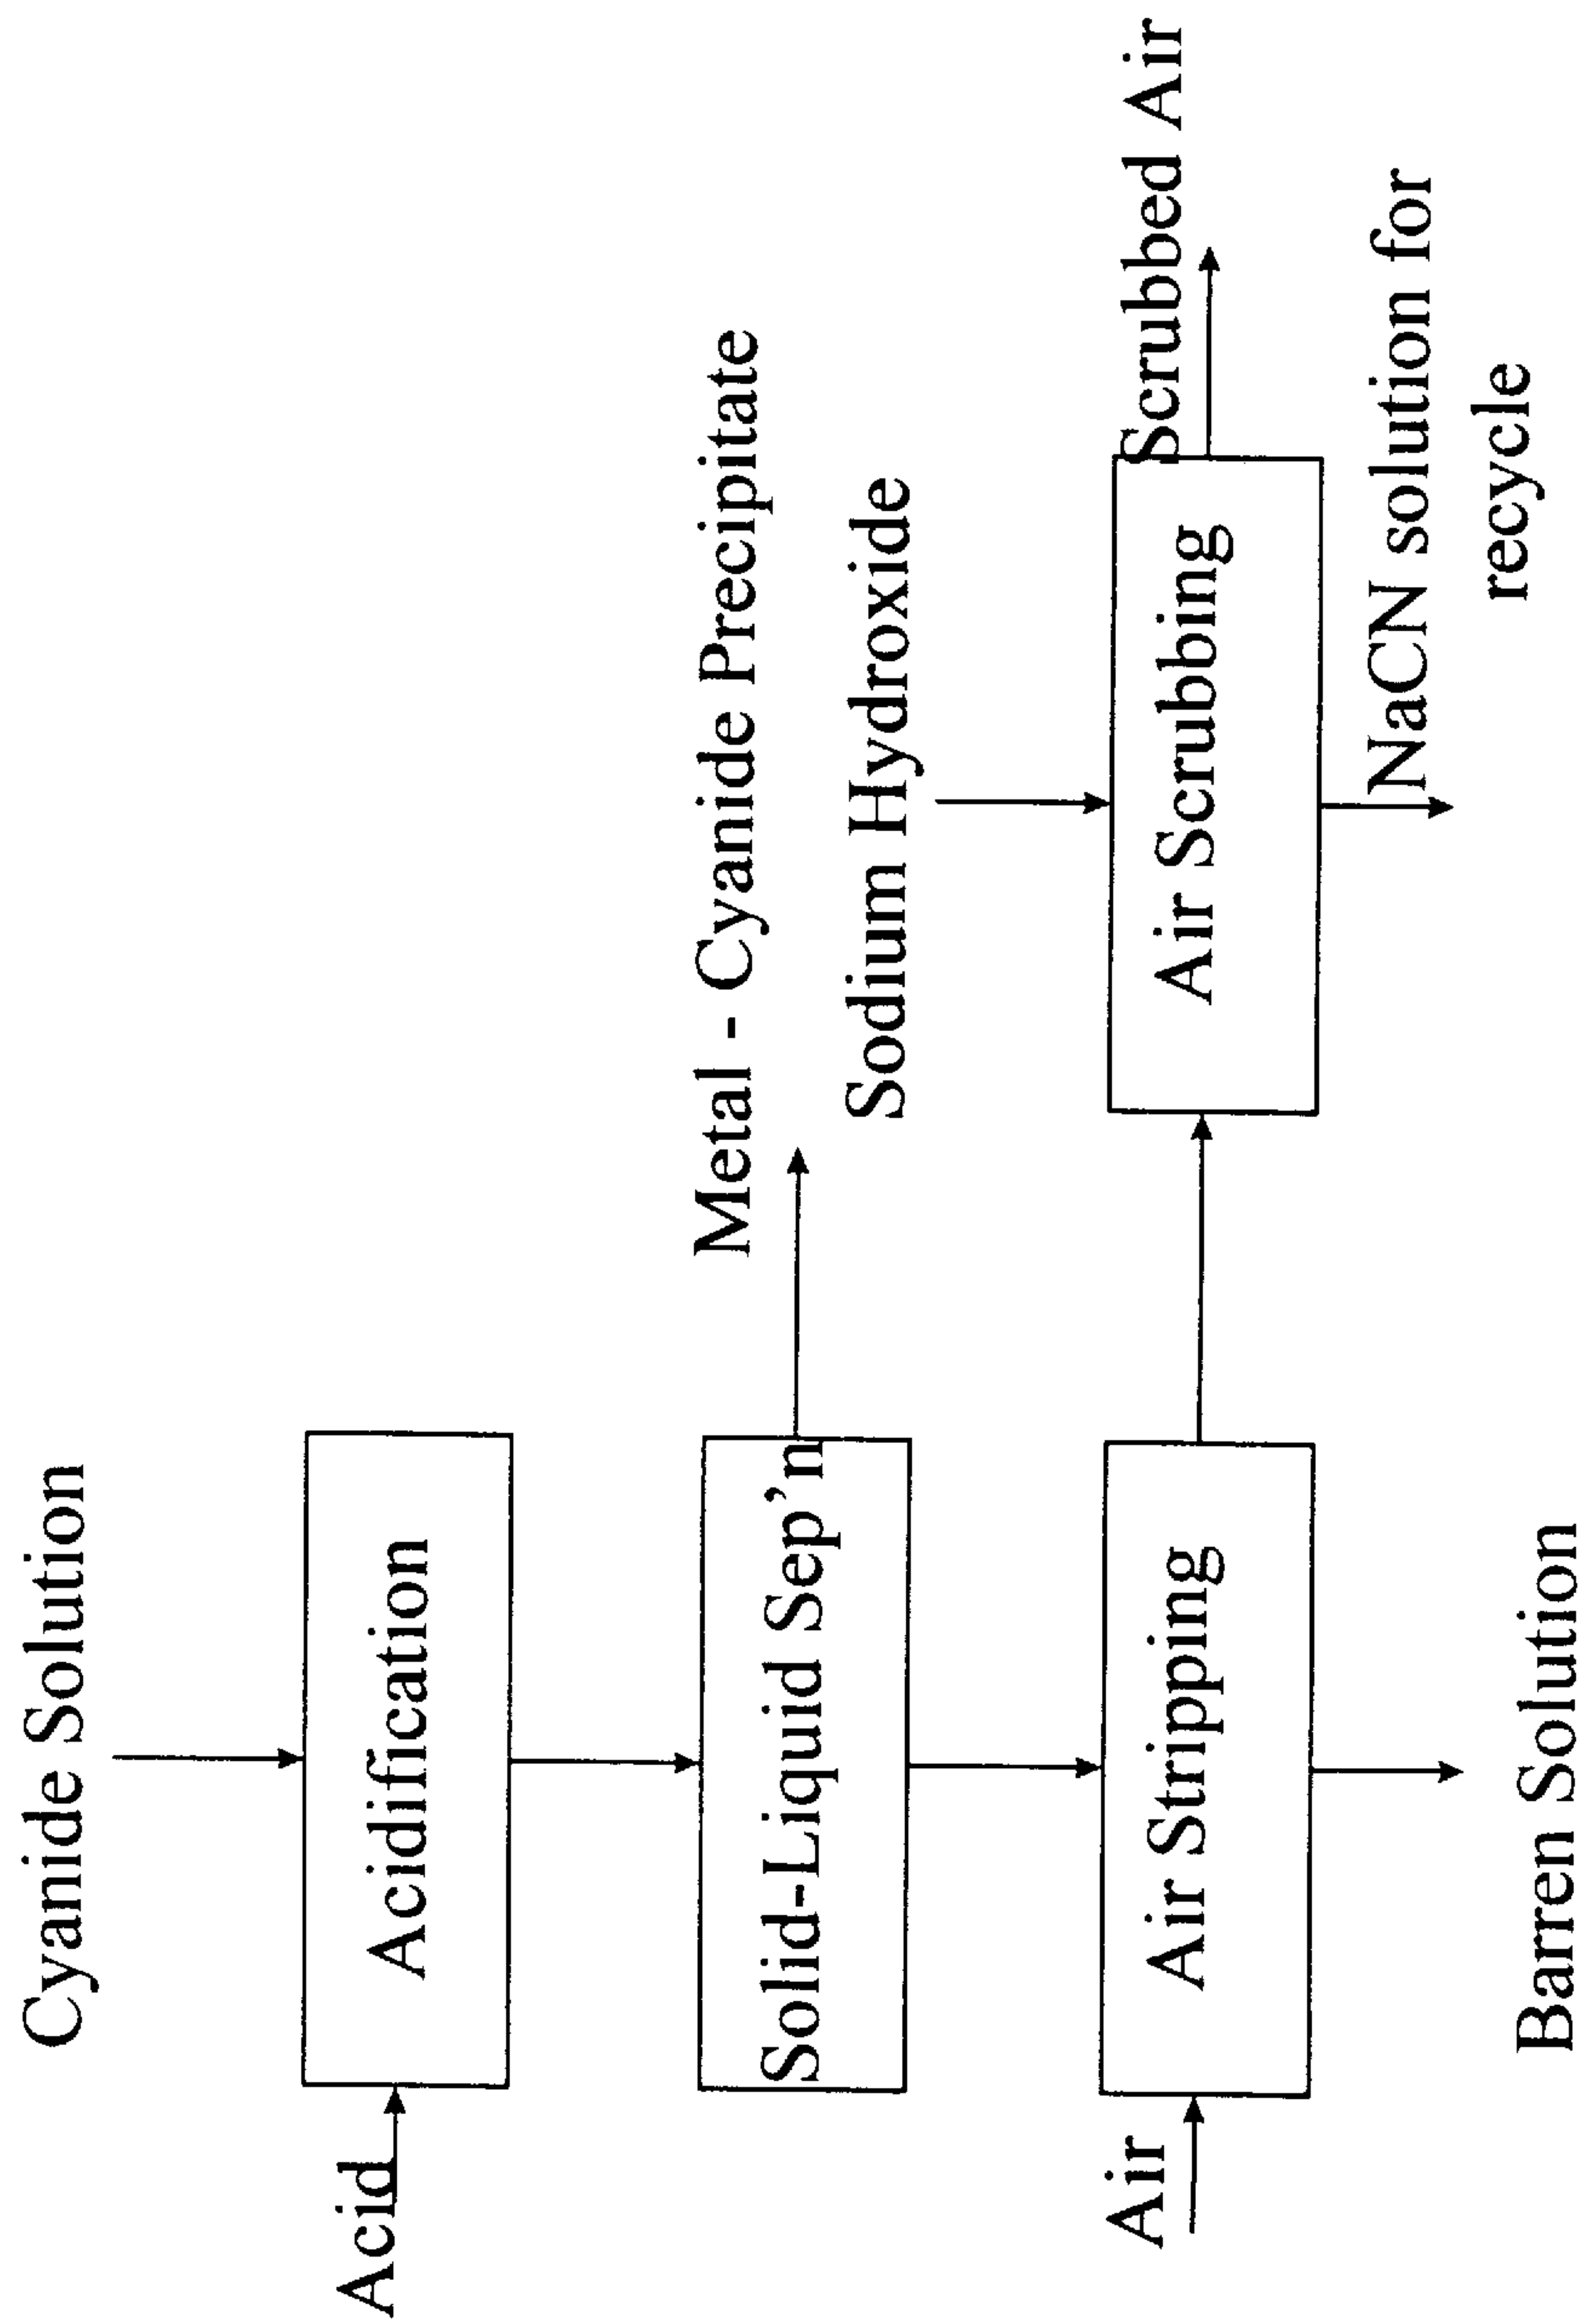 Cyanide Solution
Acid
Acidification
Solid-Liquid Sep'n
Metal - Cyanide Precipitate
Sodium Hydroxide
Air
Air Stripping
Air Scrubbing
Scrubbed Air
NaCN solution for
recycle
Barren Solution